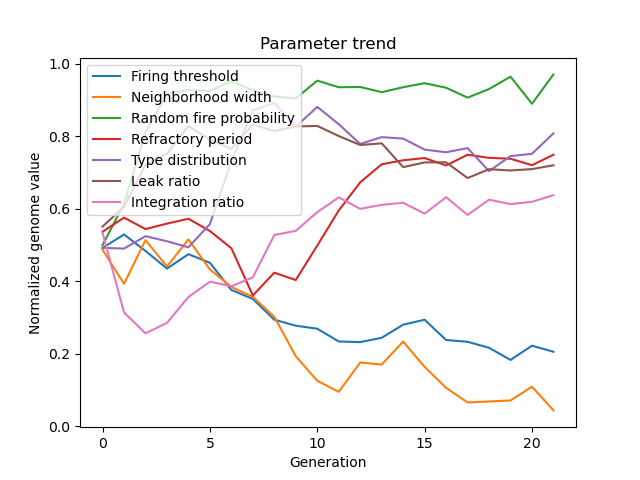 Parameter trend
1.0
0.8
0.6
0.4
0.2
0.0
Normalized genome value
Firing threshold
Neighborhood width
Random fire probability
Refractory period
Type distribution
Leak ratio
Integration ratio
0 5 10 15 20
Generation